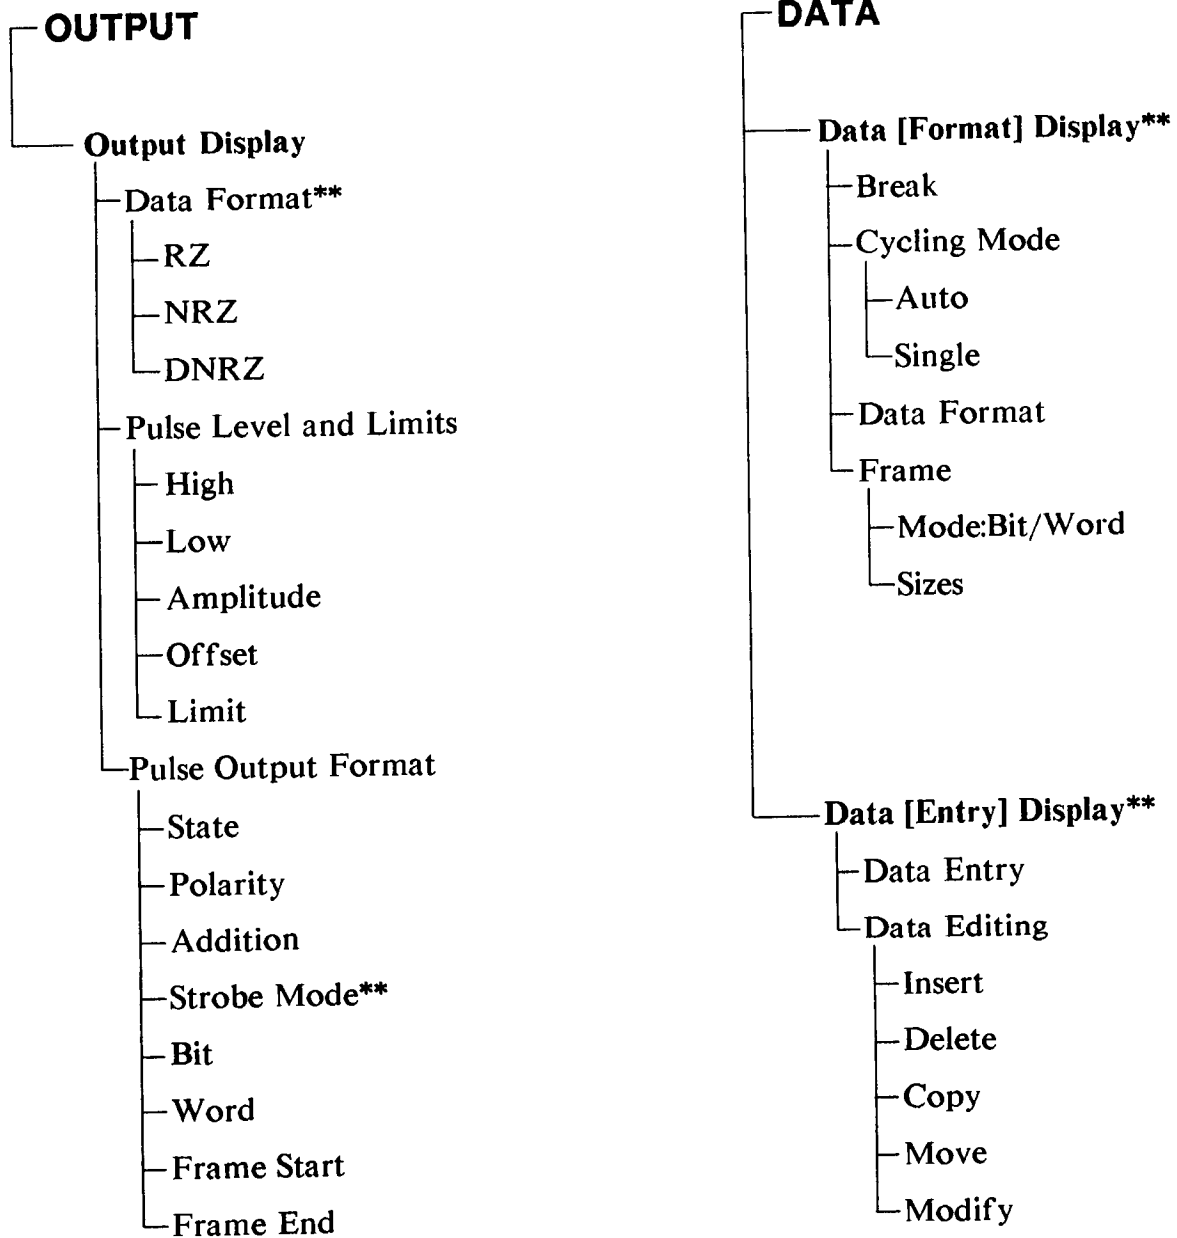 OUTPUT
Output Display
Data Format**
RZ
NRZ
DNRZ
Pulse Level and Limits
High
Low
Amplitude
Offset
Limit
Pulse Output Format
State
Polarity
Addition
Strobe Mode**
Bit
Word
Frame Start
Frame End
DATA
Data [Format] Display**
Break
Cycling Mode
Auto
Single
Data Format
Frame
Mode:Bit/Word
Sizes
Data [Entry] Display**
Data Entry
Data Editing
Insert
Delete
Copy
Move
Modify